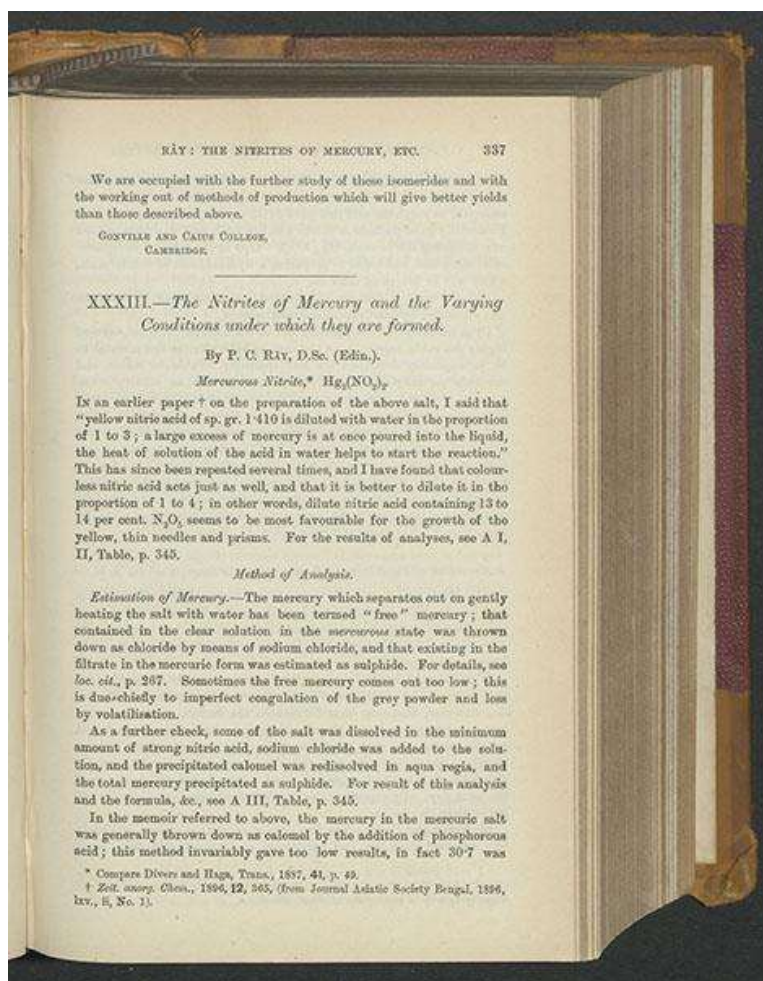 RÂY: THE NITRITES OF MERCURY, ETC. 337
We are occupied with the further study of these isomerides and with
the working out of methods of production which will give better yields
than those described above.
GONVILLE AND CAIUS COLLEGE,
CAMBRIDGE.
XXXIII.—The Nitrites of Mercury and the Varying
Conditions under which they are formed.
By P. C. RÂY, D.Sc. (Edin.).
Mercurous Nitrite,* Hg₂(NO₂)₂.
IN an earlier paper † on the preparation of the above salt, I said that
"yellow nitric acid of sp. gr. 1·410 is diluted with water in the proportion
of 1 to 3; a large excess of mercury is at once poured into the liquid,
the heat of solution of the acid in water helps to start the reaction."
This has since been repeated several times, and I have found that colour-
less nitric acid acts just as well, and that it is better to dilute it in the
proportion of 1 to 4; in other words, dilute nitric acid containing 13 to
14 per cent. N₂O₅ seems to be most favourable for the growth of the
yellow, thin needles and prisms. For the results of analyses, see A I,
II, Table, p. 345.
Method of Analysis.
Estimation of Mercury.—The mercury which separates out on gently
heating the salt with water has been termed "free" mercury; that
contained in the clear solution in the mercurous state was thrown
down as chloride by means of sodium chloride, and that existing in the
filtrate in the mercuric form was estimated as sulphide. For details, see
loc. cit., p. 267. Sometimes the free mercury comes out too low; this
is due chiefly to imperfect coagulation of the grey powder and loss
by volatilisation.
As a further check, some of the salt was dissolved in the minimum
amount of strong nitric acid, sodium chloride was added to the solu-
tion, and the precipitated calomel was redissolved in aqua regia, and
the total mercury precipitated as sulphide. For result of this analysis
and the formula, &c., see A III, Table, p. 345.
In the memoir referred to above, the mercury in the mercuric salt
was generally thrown down as calomel by the addition of phosphorous
acid; this method invariably gave too low results, in fact 30·7 was
* Compare Divers and Haga, Trans., 1887, p. 49.
† Zeit. anorg. Chem., 1896, 12, 365, (from Journal Asiatic Society Bengal, 1896,
lxv., ii, No. 1).